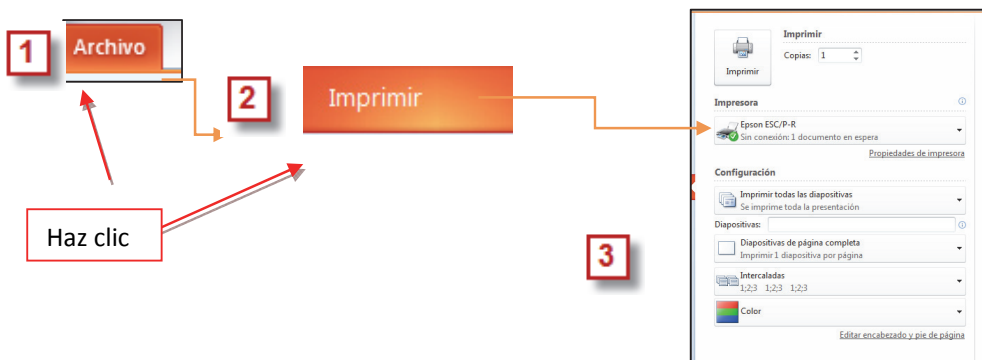 1
Archivo
2
Imprimir
Haz clic
3
Imprimir
Copias: 1
Imprimir
Impresora
Epson ESC/P-R
Sin conexión: 1 documento en espera
Propiedades de impresora
Configuración
Imprimir todas las diapositivas
Se imprime toda la presentación
Diapositivas:
Diapositivas de página completa
Imprimir 1 diapositiva por página
Intercaladas
1;2;3 1;2;3 1;2;3
Color
Editar encabezado y pie de página